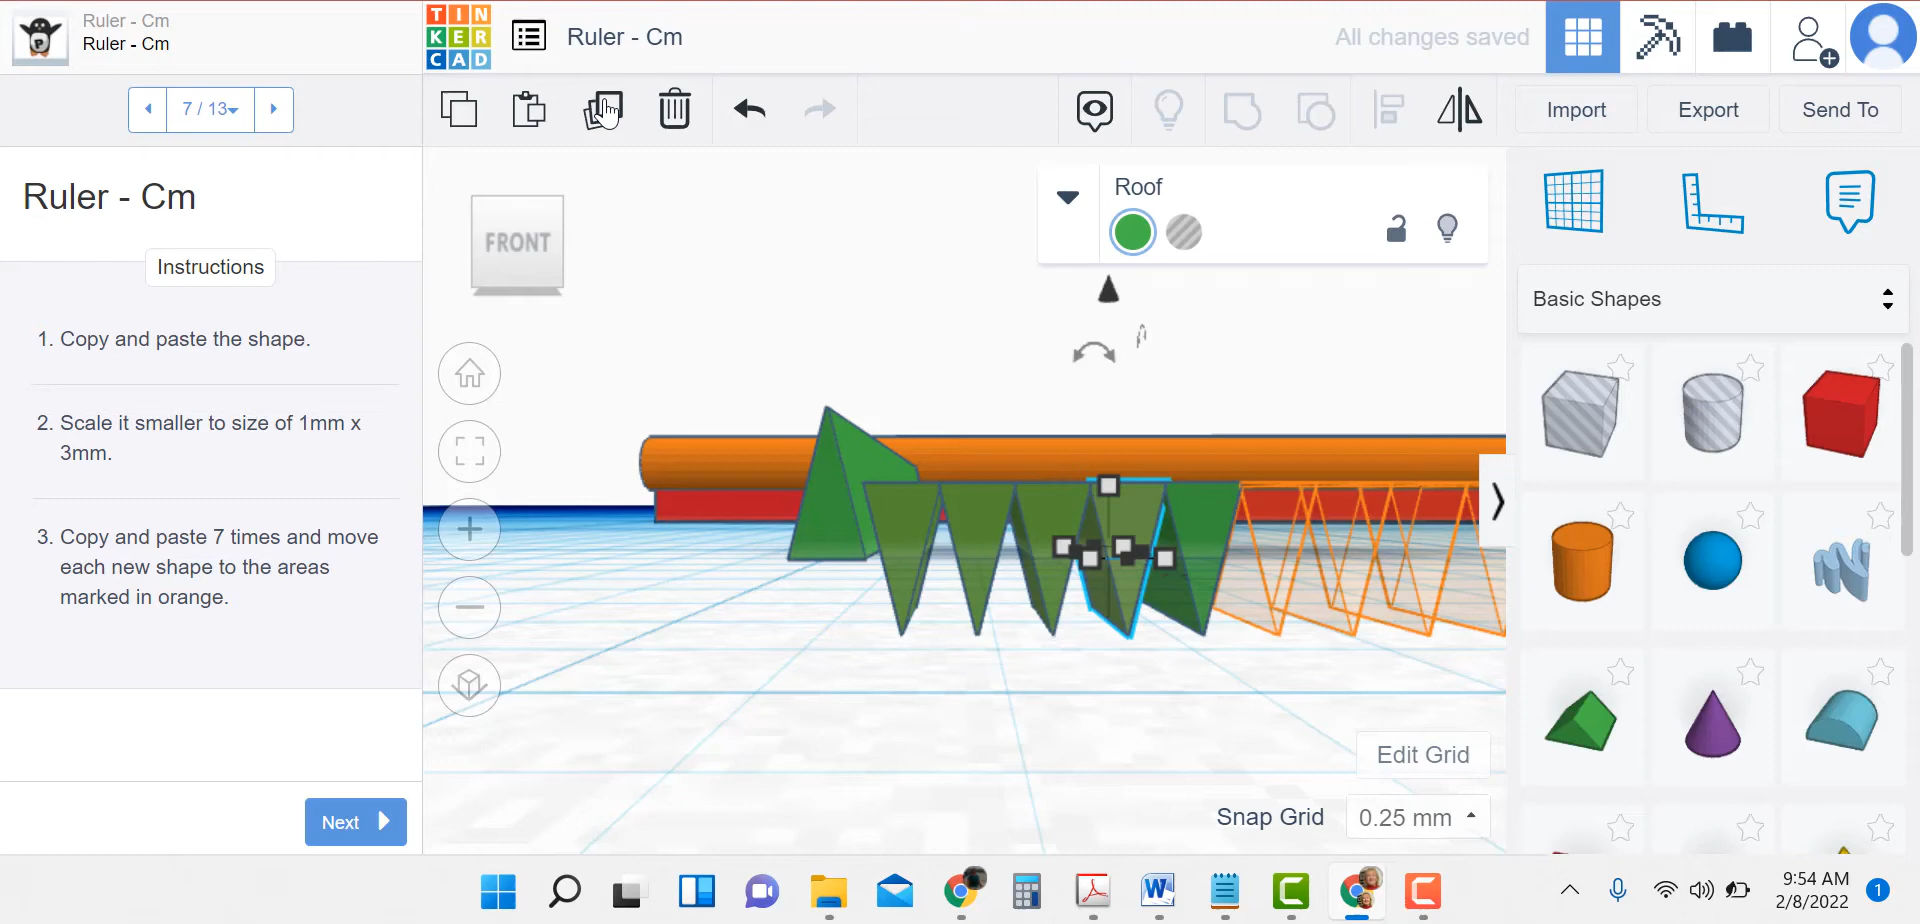 Ruler - Cm
Ruler - Cm
TIN
KER
CAD
Ruler - Cm
All changes saved
7 / 13
Import
Export
Send To
Ruler - Cm
Instructions
1. Copy and paste the shape.
2. Scale it smaller to size of 1mm x
3mm.
3. Copy and paste 7 times and move
each new shape to the areas
marked in orange.
Next
FRONT
Roof
Edit Grid
Snap Grid
0.25 mm
Basic Shapes
9:54 AM
2/8/2022
1